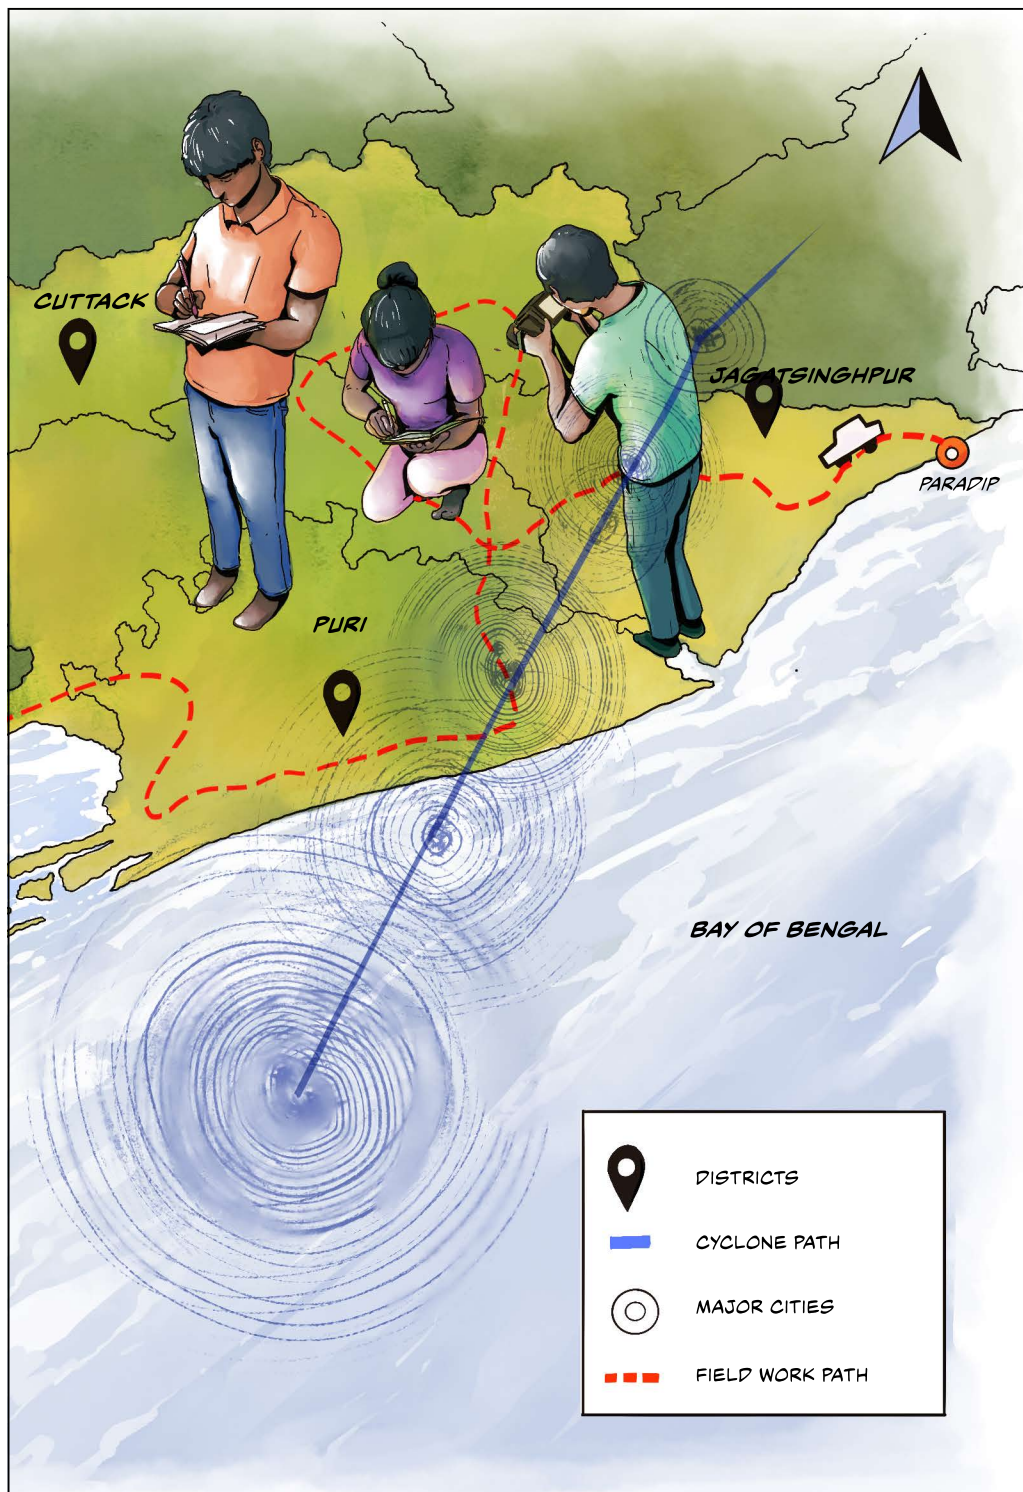 CUTTACK
JAGATSINGHPUR
PARADIP
PURI
BAY OF BENGAL
DISTRICTS
CYCLONE PATH
MAJOR CITIES
FIELD WORK PATH